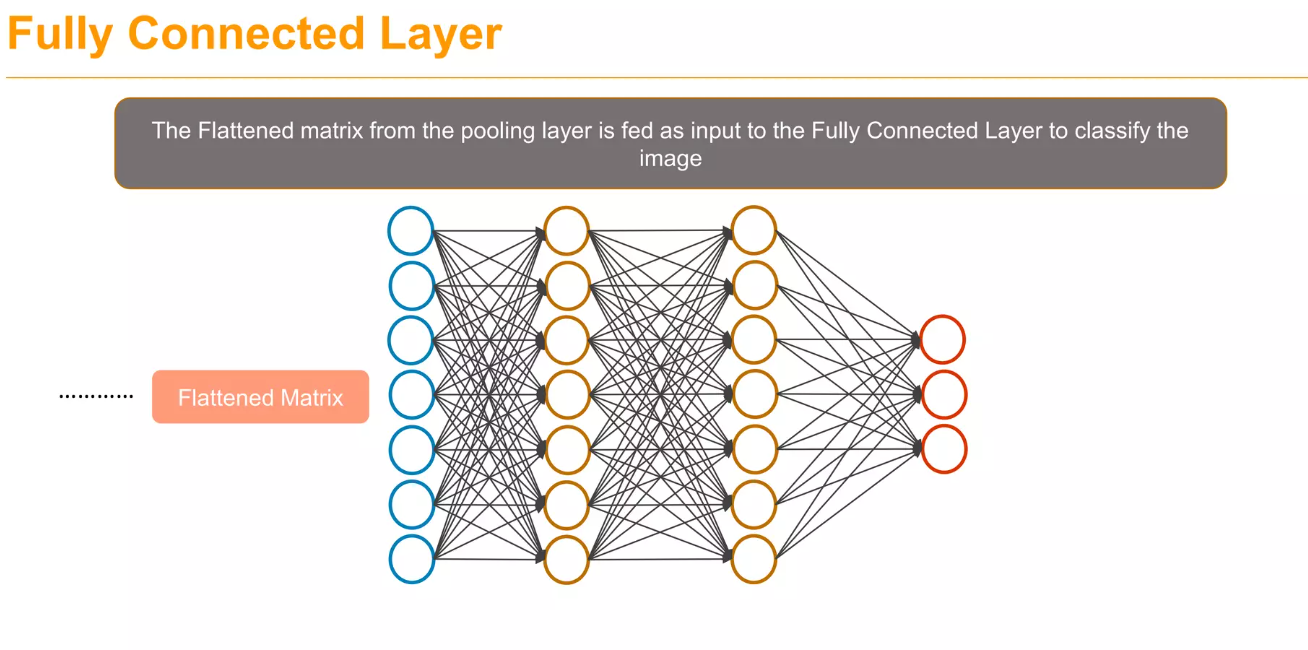 Fully Connected Layer
The Flattened matrix from the pooling layer is fed as input to the Fully Connected Layer to classify the
image
............
Flattened Matrix